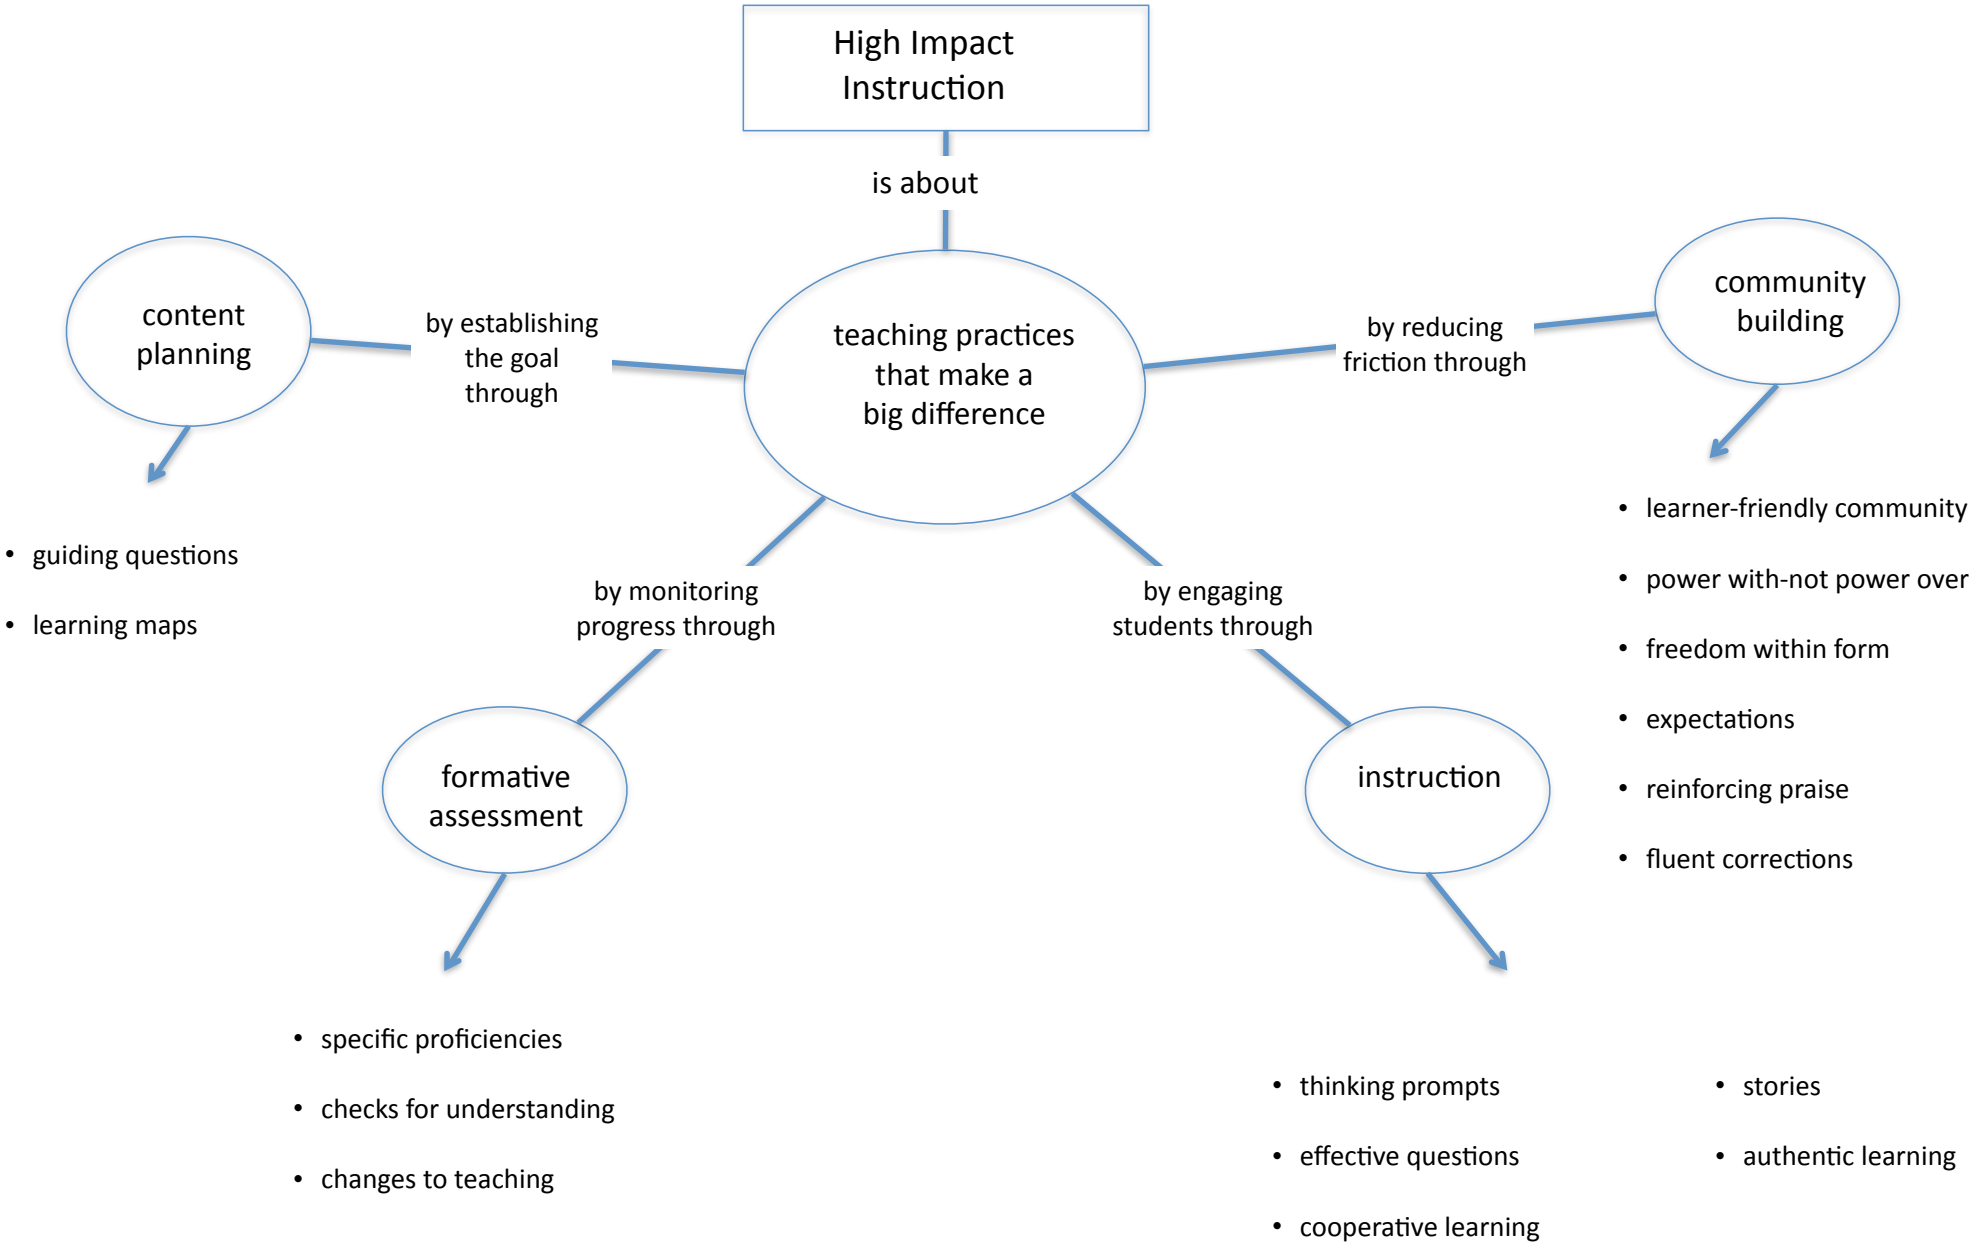 High Impact
Instruction
is about
teaching practices
that make a
big difference
by establishing
the goal
through
content
planning
• guiding questions
• learning maps
by monitoring
progress through
formative
assessment
• specific proficiencies
• checks for understanding
• changes to teaching
by engaging
students through
instruction
• thinking prompts
• effective questions
• cooperative learning
• stories
• authentic learning
by reducing
friction through
community
building
• learner-friendly community
• power with-not power over
• freedom within form
• expectations
• reinforcing praise
• fluent corrections